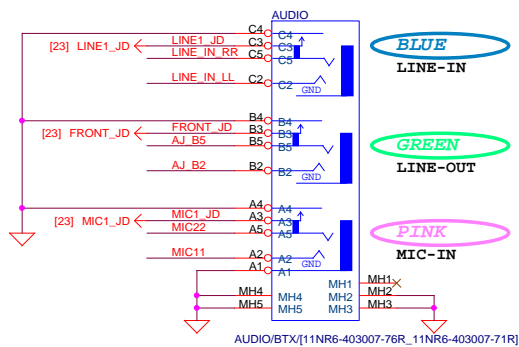 AUDIO
C4 C4
[23] LINE1_JD LINE1_JD C3 C3 BLUE
LINE_IN_RR C5 C5 LINE-IN
LINE_IN_LL C2 C2
GND
B4 B4
[23] FRONT_JD FRONT_JD B3 B3 GREEN
AJ_B5 B5 B5 LINE-OUT
AJ_B2 B2 B2
GND
A4 A4
[23] MIC1_JD MIC1_JD A3 A3 PINK
MIC22 A5 A5 MIC-IN
MIC11 A2 A2
GND
A1 A1
MH1 MH1
MH4 MH4 MH2 MH2
MH5 MH5 MH3 MH3
AUDIO/BTX/[11NR6-403007-76R_11NR6-403007-71R]